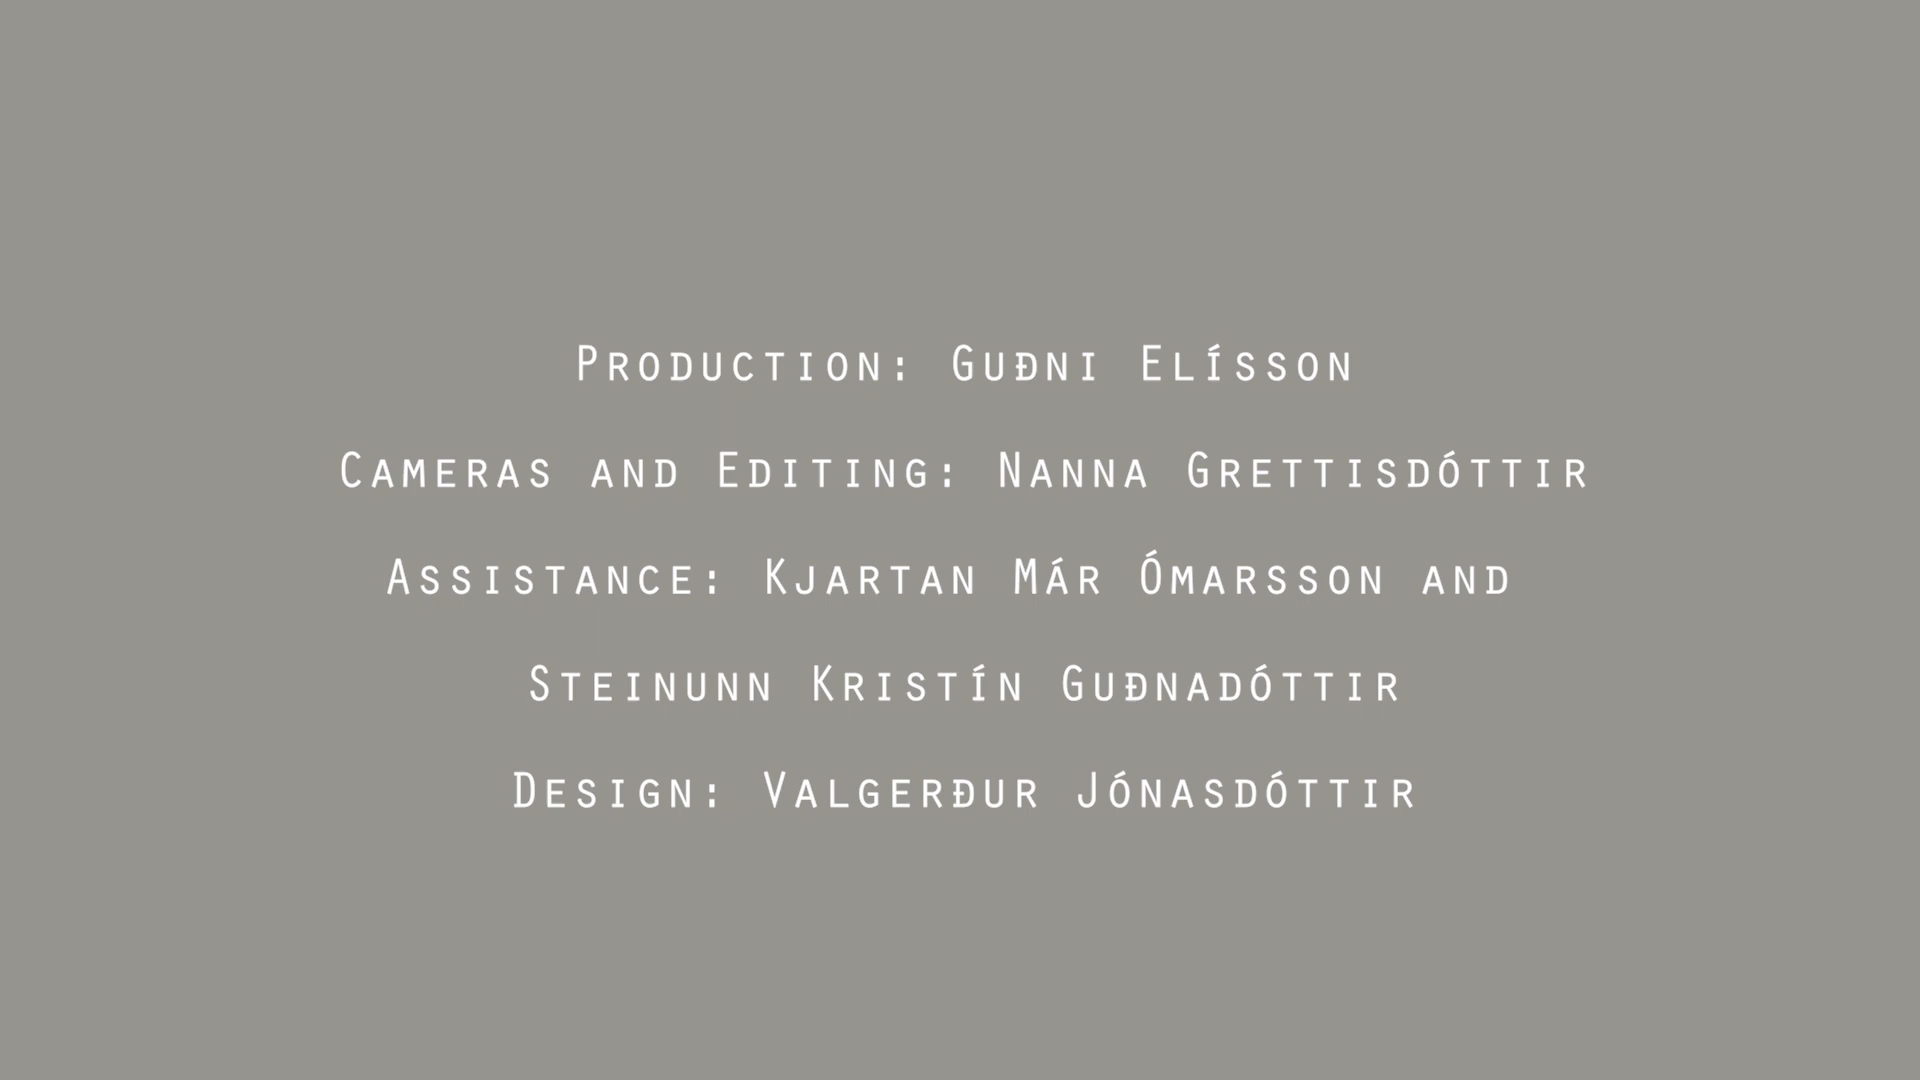 Production: Guðni Elísson
Cameras and Editing: Nanna Grettisdóttir
Assistance: Kjartan Már Ómarsson and
Steinunn Kristín Guðnadóttir
Design: Valgerður Jónasdóttir